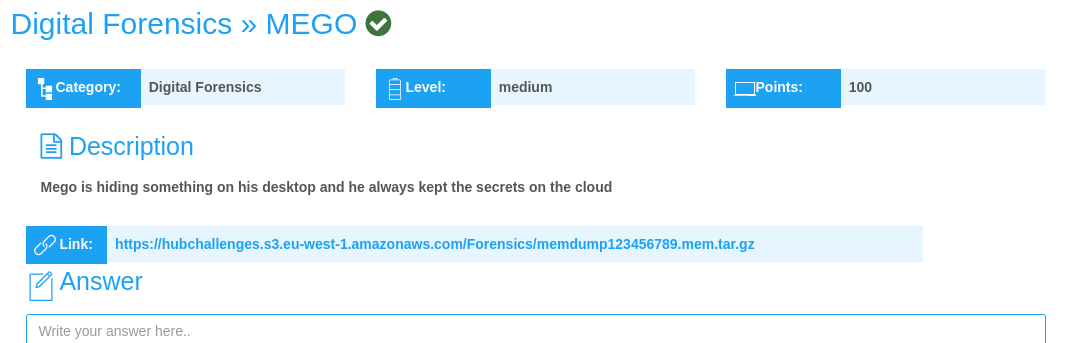 Digital Forensics » MEGO
Category: Digital Forensics
Level: medium
Points: 100
Description
Mego is hiding something on his desktop and he always kept the secrets on the cloud
Link: https://hubchallenges.s3.eu-west-1.amazonaws.com/Forensics/memdump123456789.mem.tar.gz
Answer
Write your answer here..